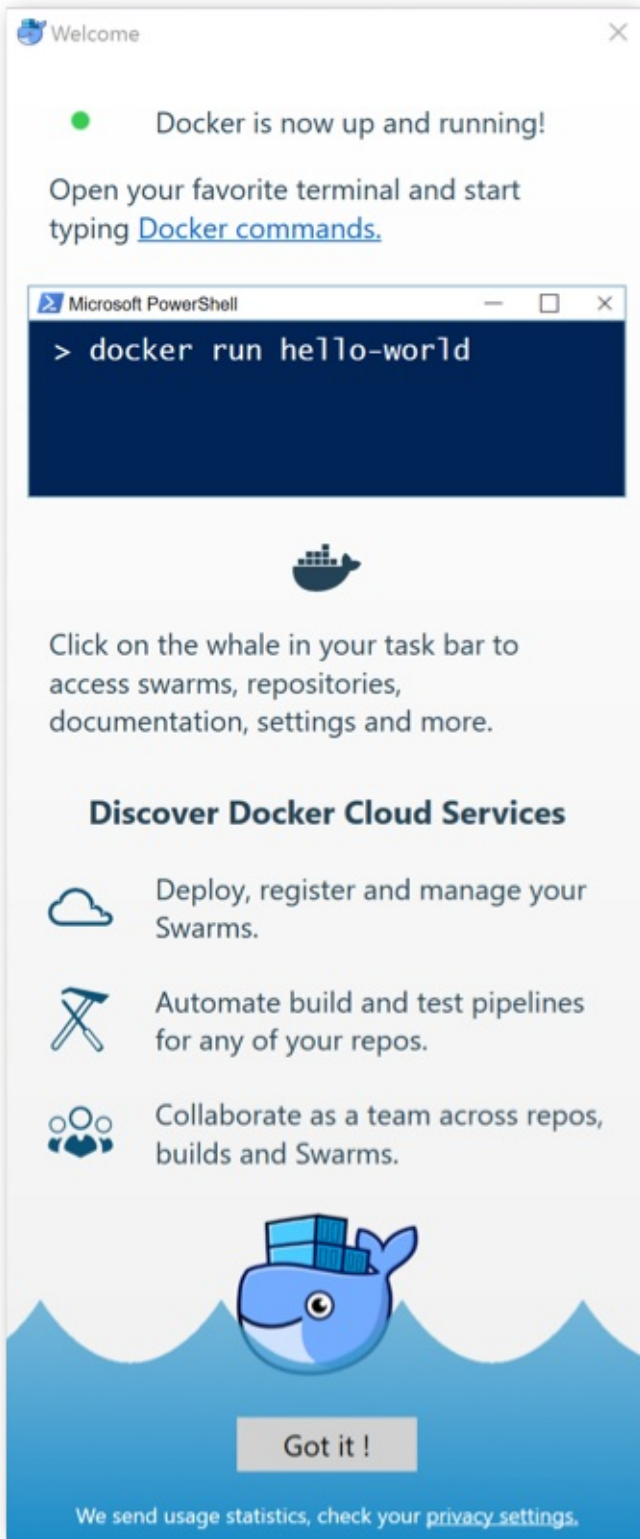 Welcome
Docker is now up and running!
Open your favorite terminal and start
typing Docker commands.
Microsoft PowerShell
> docker run hello-world
Click on the whale in your task bar to
access swarms, repositories,
documentation, settings and more.
Discover Docker Cloud Services
Deploy, register and manage your
Swarms.
Automate build and test pipelines
for any of your repos.
Collaborate as a team across repos,
builds and Swarms.
Got it !
We send usage statistics, check your privacy settings.